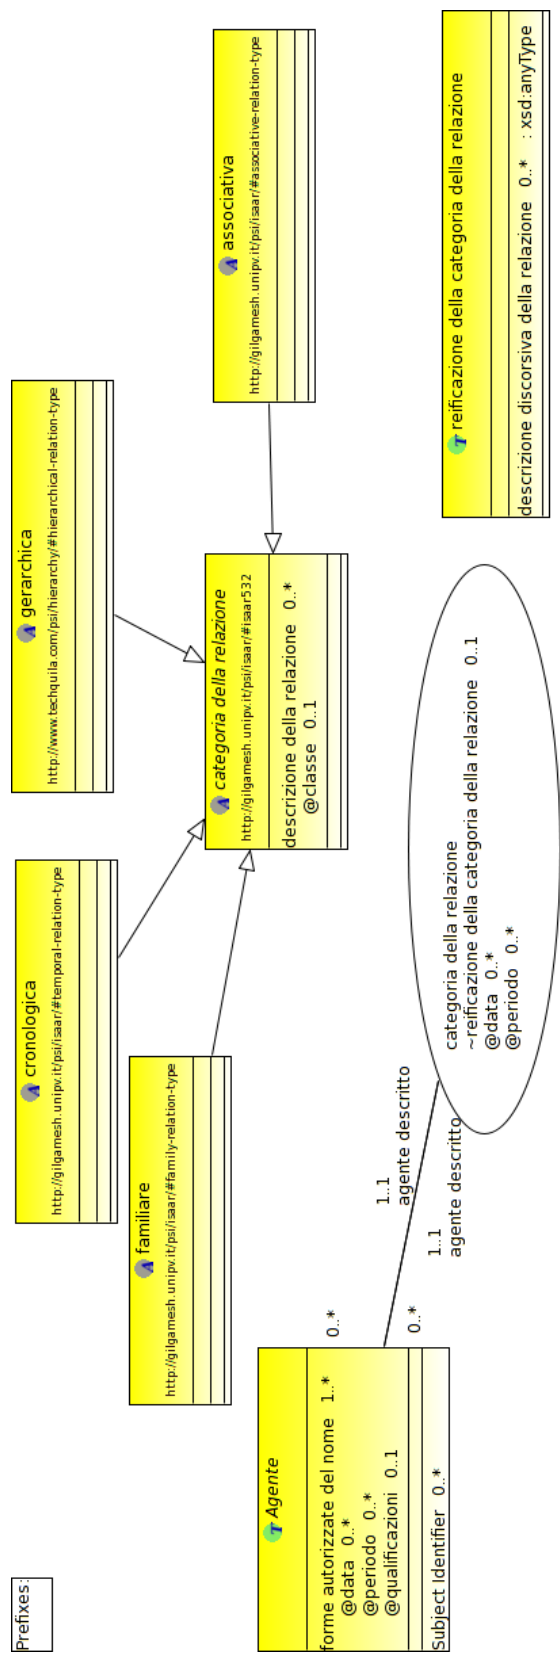 Prefixes:
gerarchica
http://www.techquila.com/psi/hierarchy/#hierarchical-relation-type
cronologica
http://gilgamesh.unipv.it/psi/isaar/#temporal-relation-type
familiare
http://gilgamesh.unipv.it/psi/isaar/#family-relation-type
associativa
http://gilgamesh.unipv.it/psi/isaar/#associative-relation-type
categoria della relazione
http://gilgamesh.unipv.it/psi/isaar/#isaar532
descrizione della relazione 0..*
@classe 0..1
Agente
forme autorizzate del nome 1..*
@data 0..*
@periodo 0..*
@qualificazioni 0..1
Subject Identifier 0..*
0..*
0..*
1..1
agente descritto
1..1
agente descritto
categoria della relazione
~reificazione della categoria della relazione 0..1
@data 0..*
@periodo 0..*
reificazione della categoria della relazione
descrizione discorsiva della relazione 0..* : xsd:anyType